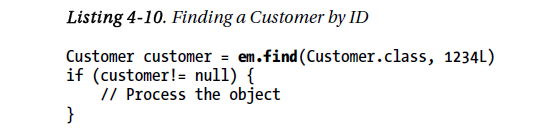 Listing 4-10. Finding a Customer by ID
Customer customer = em.find(Customer.class, 1234L)
if (customer!= null) {
    // Process the object
}